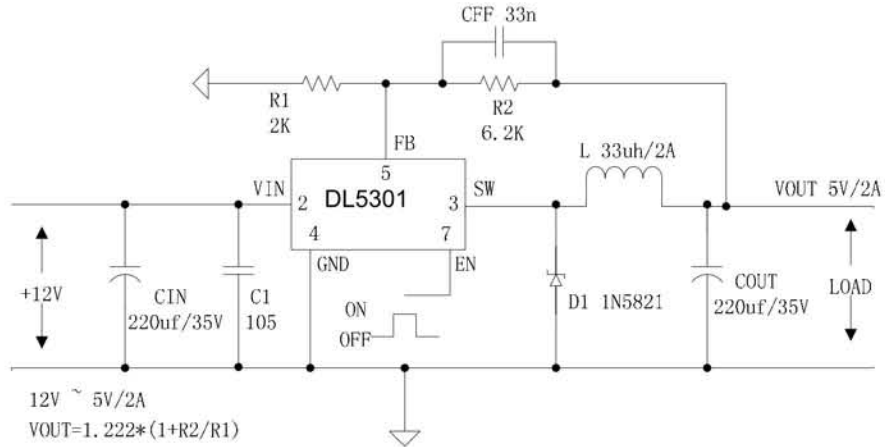 CFF 33n
R1
2K
R2
6.2K
FB
5
L 33uh/2A
VIN
2
DL5301
3
SW
VOUT 5V/2A
4
7
GND
EN
+12V
CIN
220uf/35V
C1
105
ON
OFF
D1 1N5821
COUT
220uf/35V
LOAD
12V ~ 5V/2A
VOUT=1.222*(1+R2/R1)